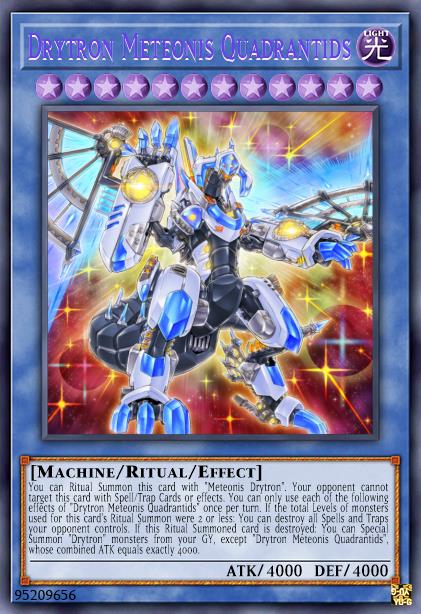 Drytron Meteonis Quadrantids
LIGHT
光
[Machine/Ritual/Effect]
You can Ritual Summon this card with "Meteonis Drytron". Your opponent cannot
target this card with Spell/Trap Cards or effects. You can only use each of the following
effects of "Drytron Meteonis Quadrantids" once per turn. If the total Levels of monsters
used for this card's Ritual Summon were 2 or less: You can destroy all Spells and Traps
your opponent controls. If this Ritual Summoned card is destroyed: You can Special
Summon "Drytron" monsters from your GY, except "Drytron Meteonis Quadrantids",
whose combined ATK equals exactly 4000.
ATK/4000 DEF/4000
95209656